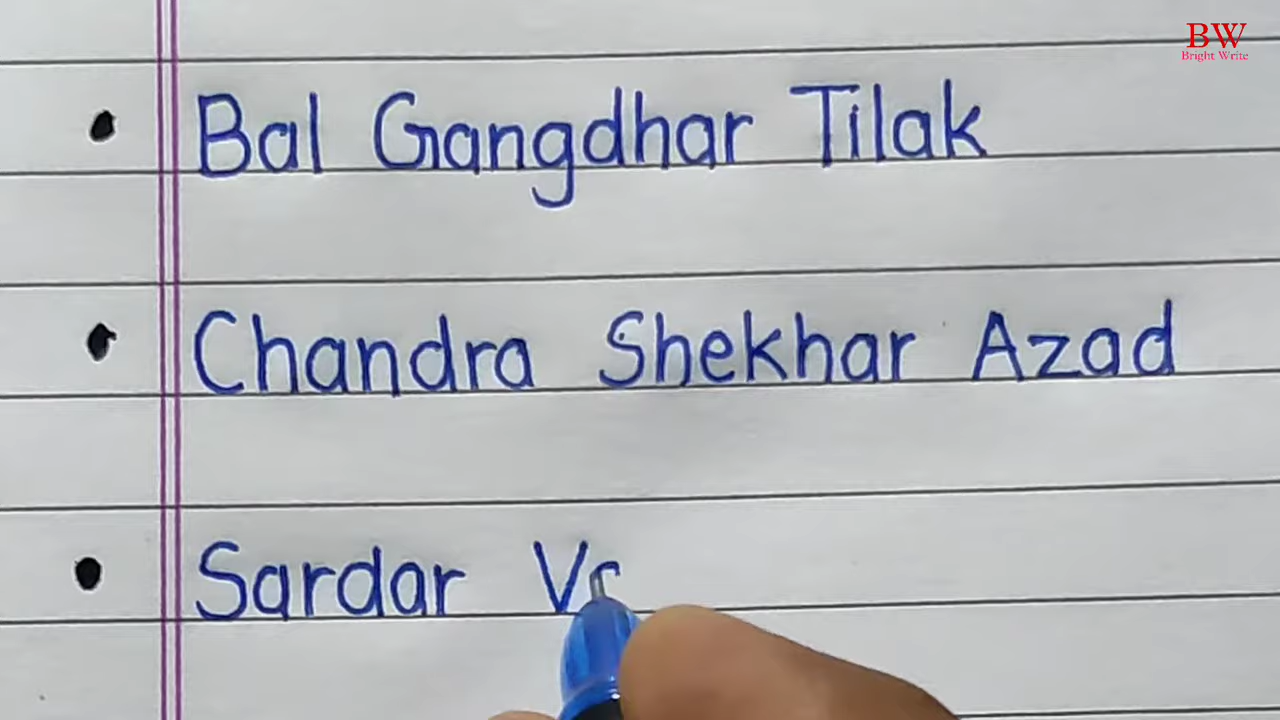 BW
Bright Write
• Bal Gangdhar Tilak
• Chandra Shekhar Azad
• Sardar